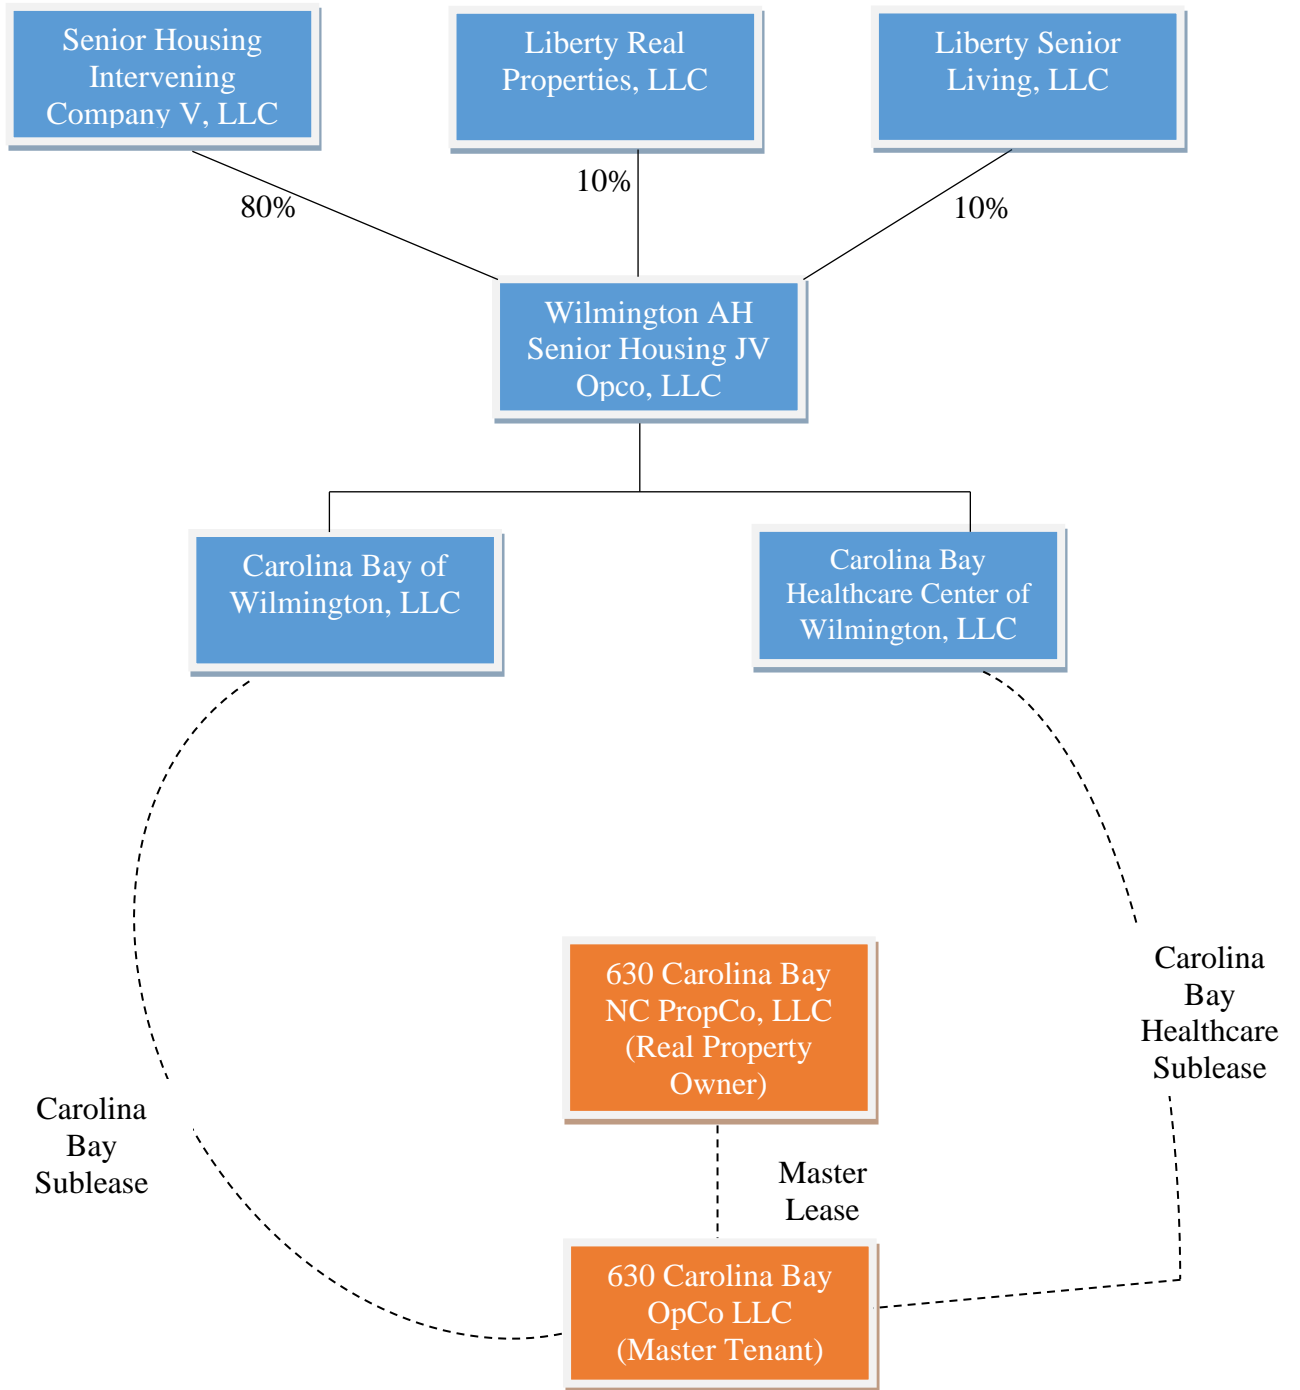 Senior Housing
Intervening
Company V, LLC
Liberty Real
Properties, LLC
Liberty Senior
Living, LLC
80%
10%
10%
Wilmington AH
Senior Housing JV
Opco, LLC
Carolina Bay of
Wilmington, LLC
Carolina Bay
Healthcare Center of
Wilmington, LLC
630 Carolina Bay
NC PropCo, LLC
(Real Property
Owner)
Carolina
Bay
Healthcare
Sublease
Carolina
Bay
Sublease
Master
Lease
630 Carolina Bay
OpCo LLC
(Master Tenant)